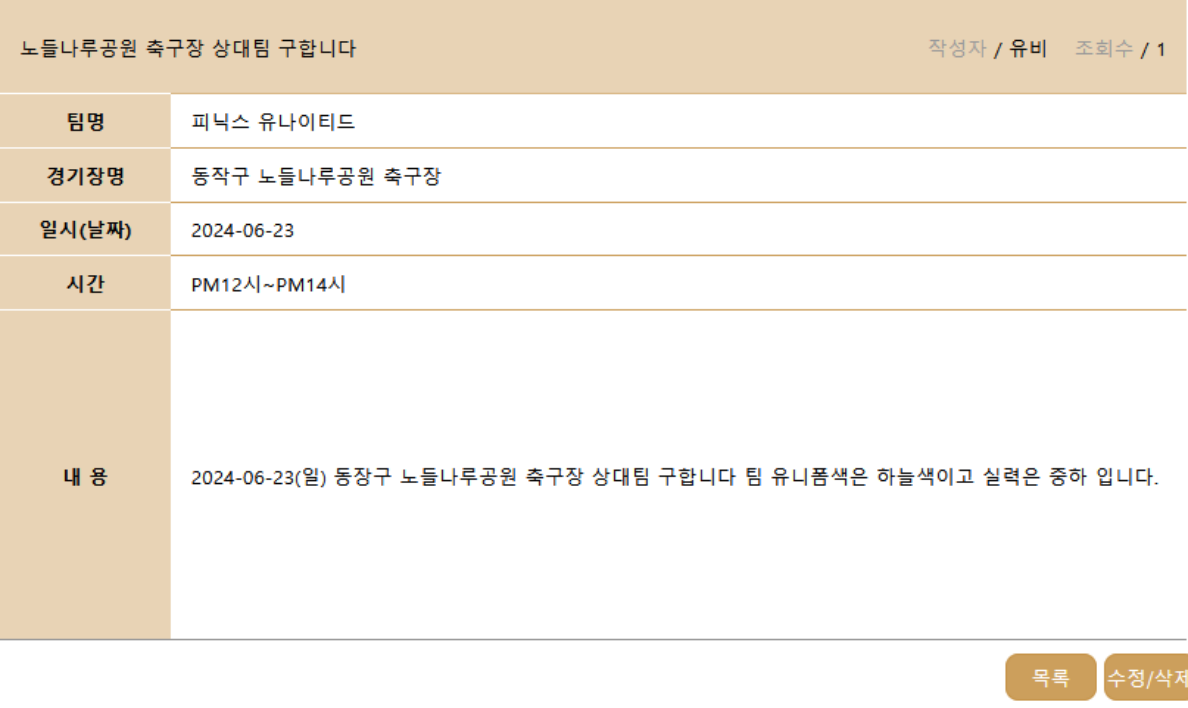 노들나루공원 축구장 상대팀 구합니다 작성자 / 유비 조회수 / 1
팀명 피닉스 유나이티드
경기장명 동작구 노들나루공원 축구장
일시(날짜) 2024-06-23
시간 PM12시~PM14시
내 용 2024-06-23(일) 동장구 노들나루공원 축구장 상대팀 구합니다 팀 유니폼색은 하늘색이고 실력은 중하 입니다.
목록 수정/삭제